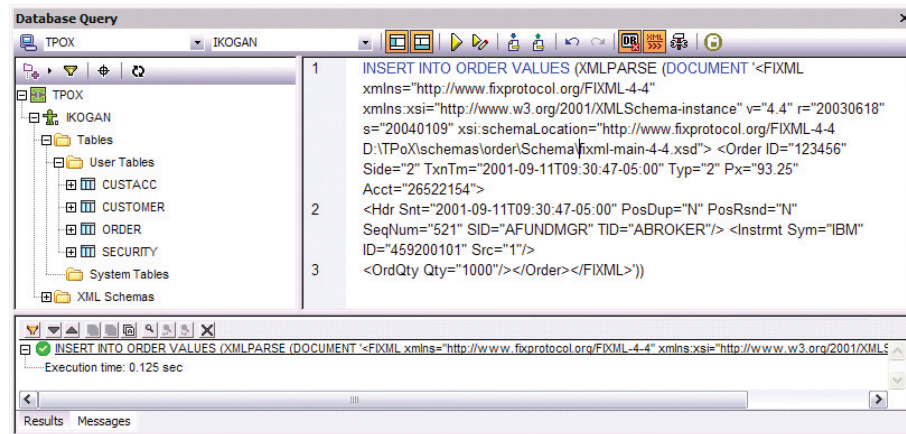 Database Query
TPOX IKOGAN
TPOX
IKOGAN
Tables
User Tables
CUSTACC
CUSTOMER
ORDER
SECURITY
System Tables
XML Schemas
1 INSERT INTO ORDER VALUES (XMLPARSE (DOCUMENT '<FIXML
xmlns="http://www.fixprotocol.org/FIXML-4-4"
xmlns:xsi="http://www.w3.org/2001/XMLSchema-instance" v="4.4" r="20030618"
s="20040109" xsi:schemaLocation="http://www.fixprotocol.org/FIXML-4-4
D:\TPoX\schemas\order\Schema\fixml-main-4-4.xsd"> <Order ID="123456"
Side="2" TxnTm="2001-09-11T09:30:47-05:00" Typ="2" Px="93.25"
Acct="26522154">
2 <Hdr Snt="2001-09-11T09:30:47-05:00" PosDup="N" PosRsnd="N"
SeqNum="521" SID="AFUNDMGR" TID="ABROKER"/> <Instrmt Sym="IBM"
ID="459200101" Src="1"/>
3 <OrdQty Qty="1000"/></Order></FIXML>'))
INSERT INTO ORDER VALUES (XMLPARSE (DOCUMENT '<FIXML xmlns="http://www.fixprotocol.org/FIXML-4-4" xmlns:xsi="http://www.w3.org/2001/XMLS
Execution time: 0.125 sec
Results Messages